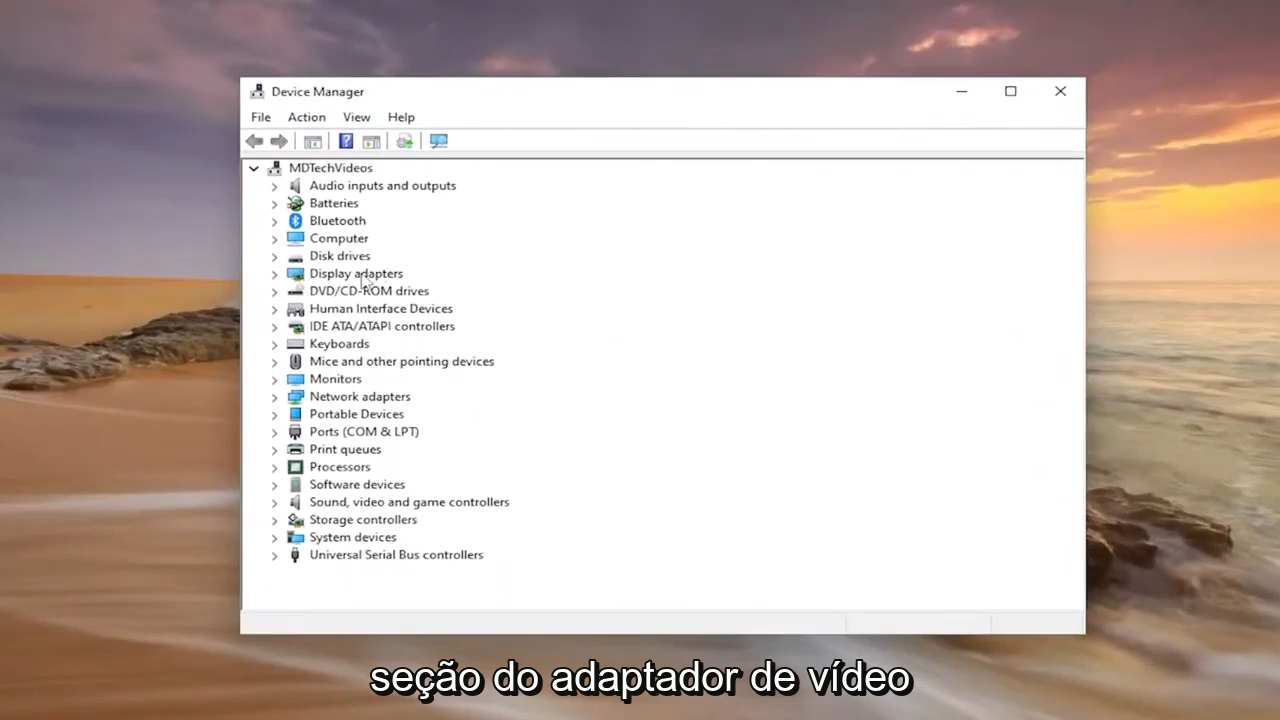 Device Manager
File Action View Help
MDTechVideos
Audio inputs and outputs
Batteries
Bluetooth
Computer
Disk drives
Display adapters
DVD/CD-ROM drives
Human Interface Devices
IDE ATA/ATAPI controllers
Keyboards
Mice and other pointing devices
Monitors
Network adapters
Portable Devices
Ports (COM & LPT)
Print queues
Processors
Software devices
Sound, video and game controllers
Storage controllers
System devices
Universal Serial Bus controllers
seção do adaptador de vídeo